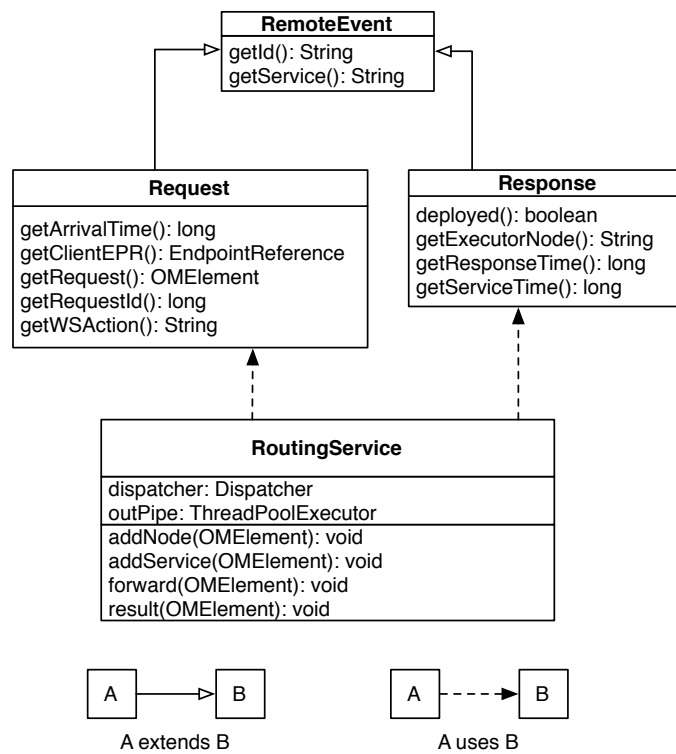 RemoteEvent
getId(): String
getService(): String
Request
getArrivalTime(): long
getClientEPR(): EndpointReference
getRequest(): OMElement
getRequestId(): long
getWSAction(): String
Response
deployed(): boolean
getExecutorNode(): String
getResponseTime(): long
getServiceTime(): long
RoutingService
dispatcher: Dispatcher
outPipe: ThreadPoolExecutor
addNode(OMElement): void
addService(OMElement): void
forward(OMElement): void
result(OMElement): void
A
B
A extends B
A
B
A uses B